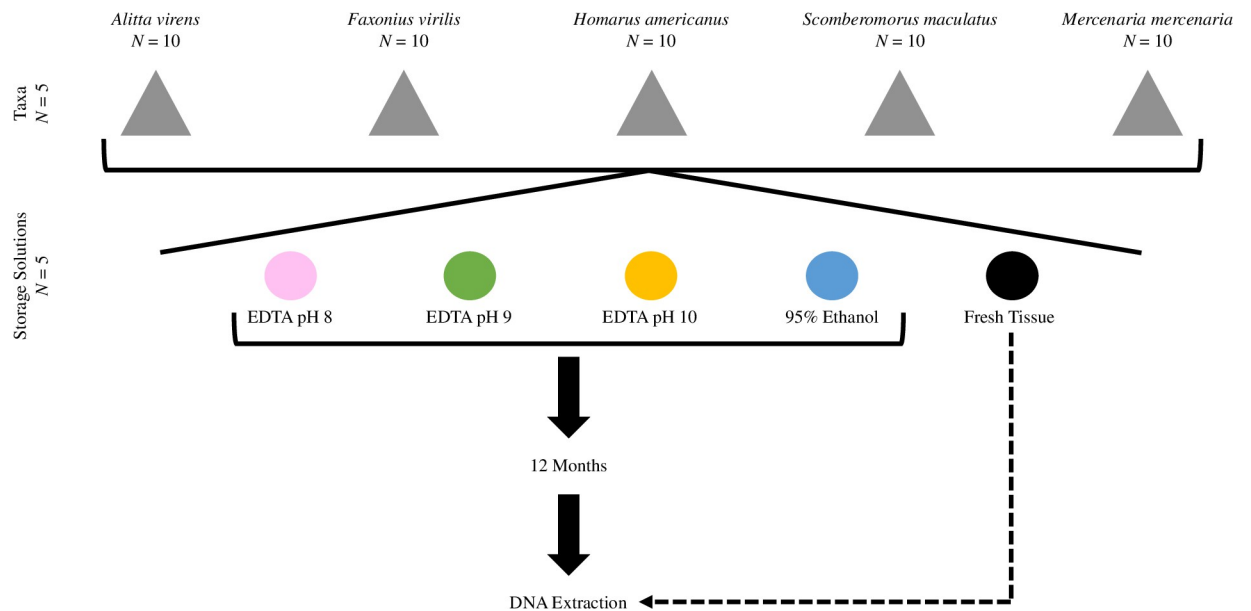 Alitta virens
N = 10
Faxonius virilis
N = 10
Homarus americanus
N = 10
Scomberomorus maculatus
N = 10
Mercenaria mercenaria
N = 10
Taxa
N = 5
Storage Solutions
N = 5
EDTA pH 8
EDTA pH 9
EDTA pH 10
95% Ethanol
Fresh Tissue
12 Months
DNA Extraction